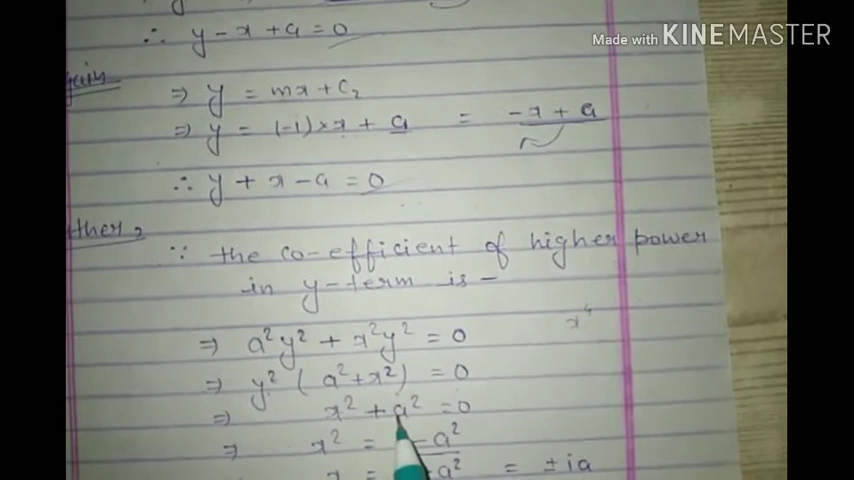 ∴ y - x + a = 0
Made with KINEMASTER
⇒ y = mx + c₂
⇒ y = (-1) × x + a = -x + a
∴ y + x - a = 0
∵ the co-efficient of higher power
in y-term is -
x⁴
⇒ a²y² + x²y² = 0
⇒ y² ( a² + x² ) = 0
⇒ x² + a² = 0
⇒ x² = -a²
= ± ia